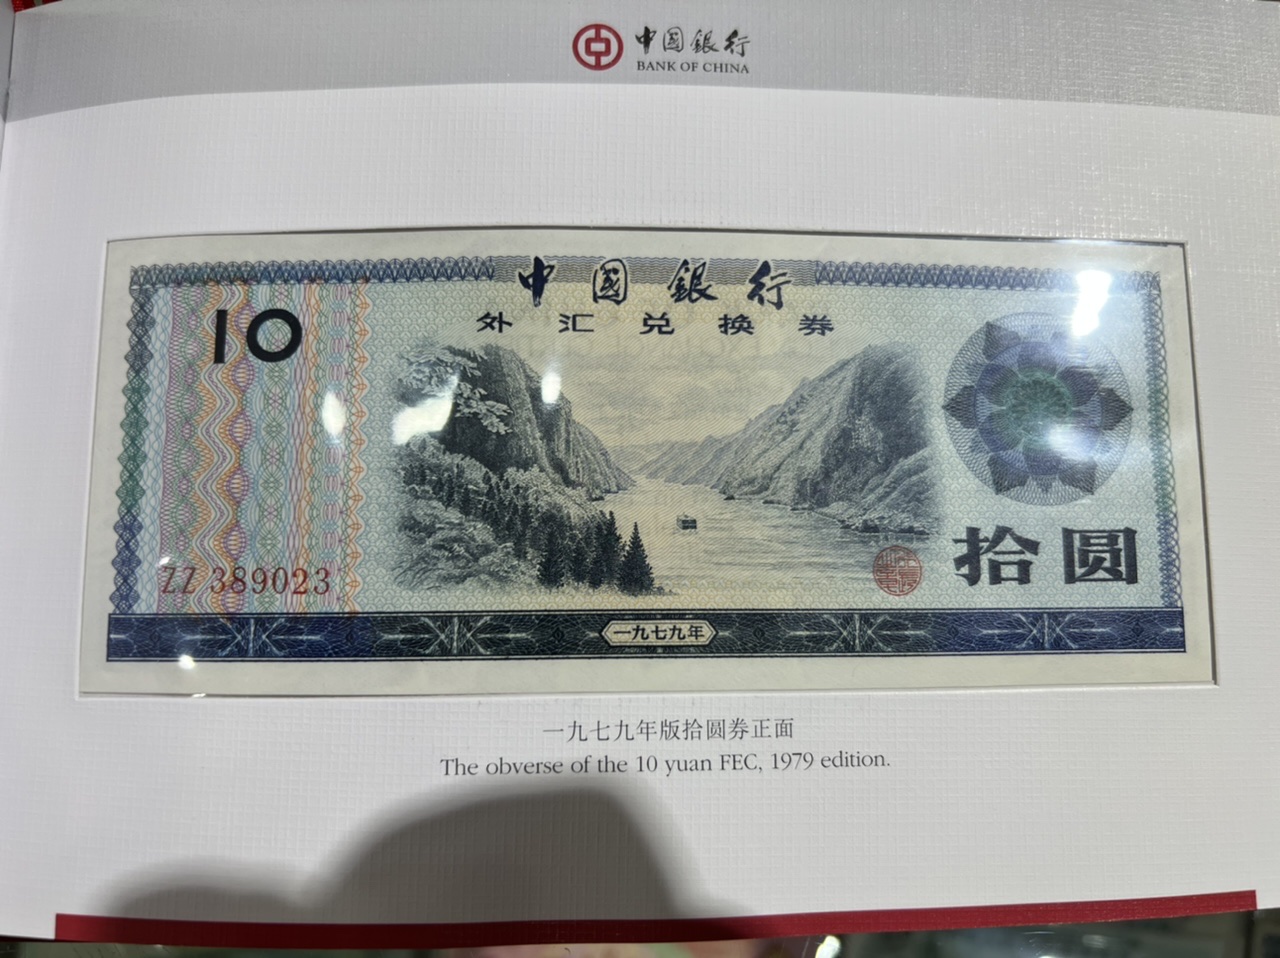 中国銀行
BANK OF CHINA
中国銀行
外汇兑换券
10
拾圆
ZZ 389023
一九七九年
一九七九年版拾圆券正面
The obverse of the 10 yuan FEC, 1979 edition.